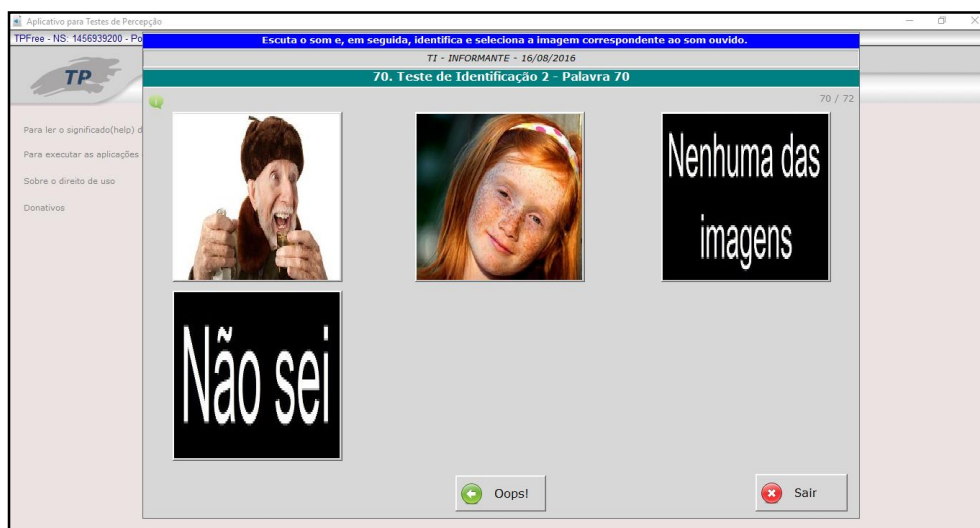 Aplicativo para Testes de Percepção
TPFree - NS: 1456939200 - Po
Escuta o som e, em seguida, identifica e seleciona a imagem correspondente ao som ouvido.
TI - INFORMANTE - 16/08/2016
TP
70. Teste de Identificação 2 - Palavra 70
70 / 72
Para ler o significado(help) d
Para executar as aplicações
Sobre o direito de uso
Donativos
Nenhuma das
imagens
Não sei
Oops!
Sair